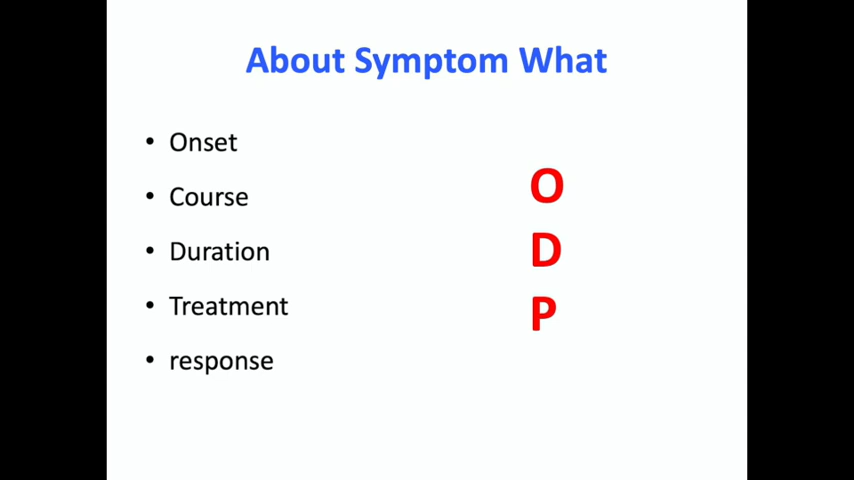 About Symptom What
• Onset
• Course
• Duration
• Treatment
• response
O
D
P